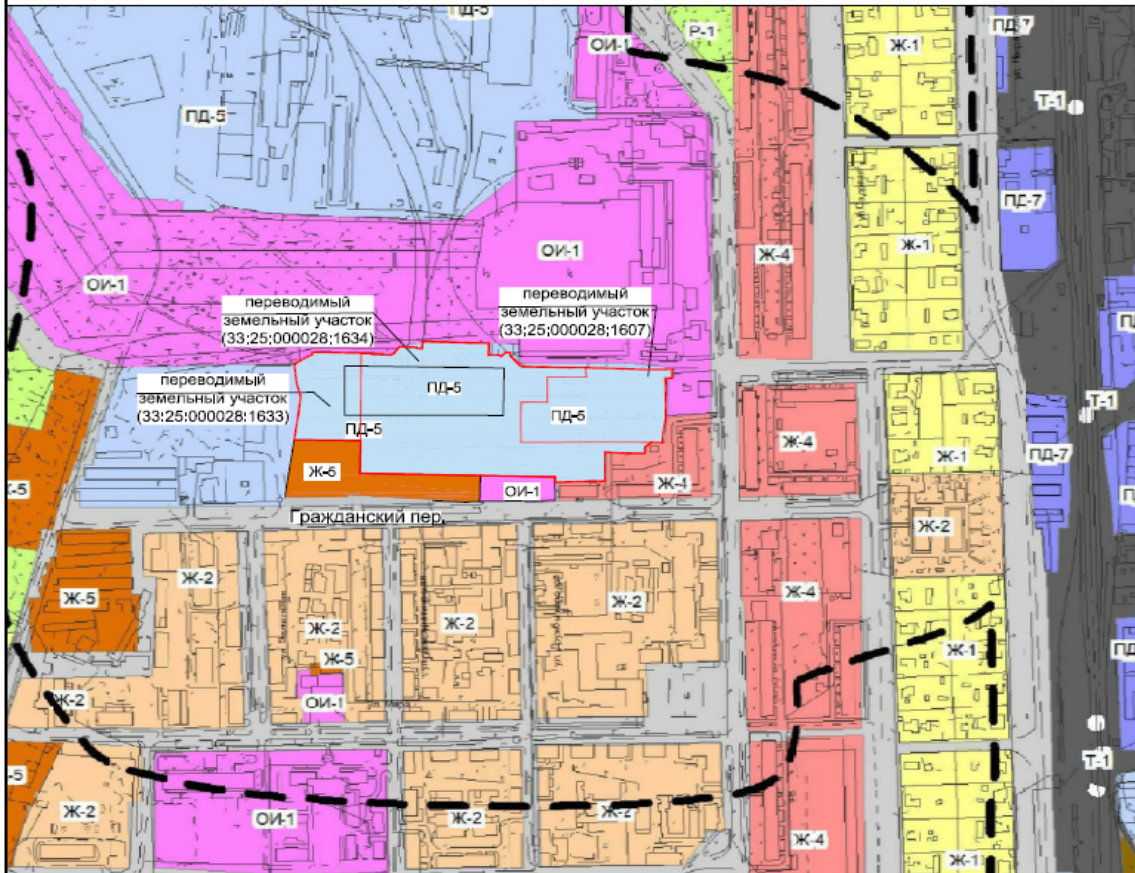 ПД-5
ОИ-1
Р-1
Ж-1
ПД-7
Т-1
ПД-5
ПД-7
ОИ-1
Ж-4
Ж-1
ОИ-1
переводимый
земельный участок
(33;25;000028;1634)
переводимый
земельный участок
(33;25;000028;1607)
переводимый
земельный участок
(33:25:000028:1633)
ПД-5
ПД-5
ПД-5
Ж-4
Ж-1
Т-1
ПД-7
Ж-5
ОИ-1
Ж-4
Гражданский пер.
Ж-2
Ж-5
Ж-2
Ж-2
Ж-5
Ж-2
Ж-2
Ж-4
Ж-1
ОИ-1
Ж-2
Т-1
Ж-2
ОИ-1
Ж-2
Ж-2
Ж-4
Ж-1